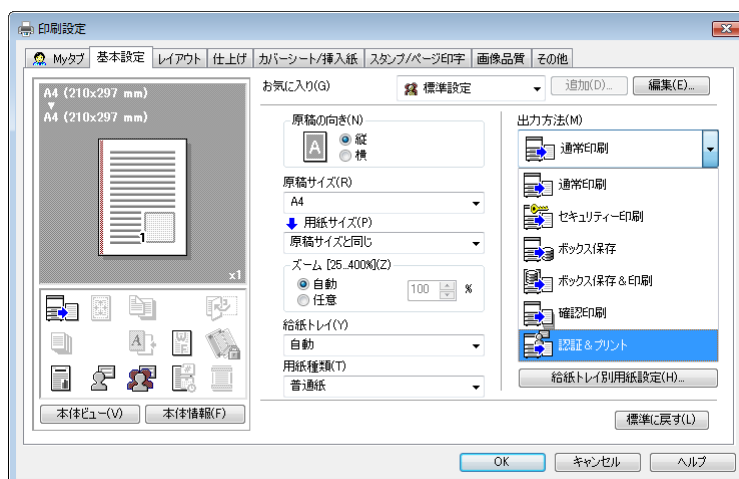 印刷設定
Myタブ 基本設定 レイアウト 仕上げ カバーシート/挿入紙 スタンプ/ページ印字 画像品質 その他
A4 (210x297 mm)
A4 (210x297 mm)
1
x1
本体ビュー(V) 本体情報(F)
お気に入り(G) 標準設定 追加(D)... 編集(E)...
原稿の向き(N)
A
縦
横
原稿サイズ(R)
A4
用紙サイズ(P)
原稿サイズと同じ
ズーム [25..400%](Z)
自動
任意
100 %
給紙トレイ(Y)
自動
用紙種類(T)
普通紙
出力方法(M)
通常印刷
通常印刷
セキュリティー印刷
ボックス保存
ボックス保存&印刷
確認印刷
認証&プリント
給紙トレイ別用紙設定(H)...
標準に戻す(L)
OK キャンセル ヘルプ